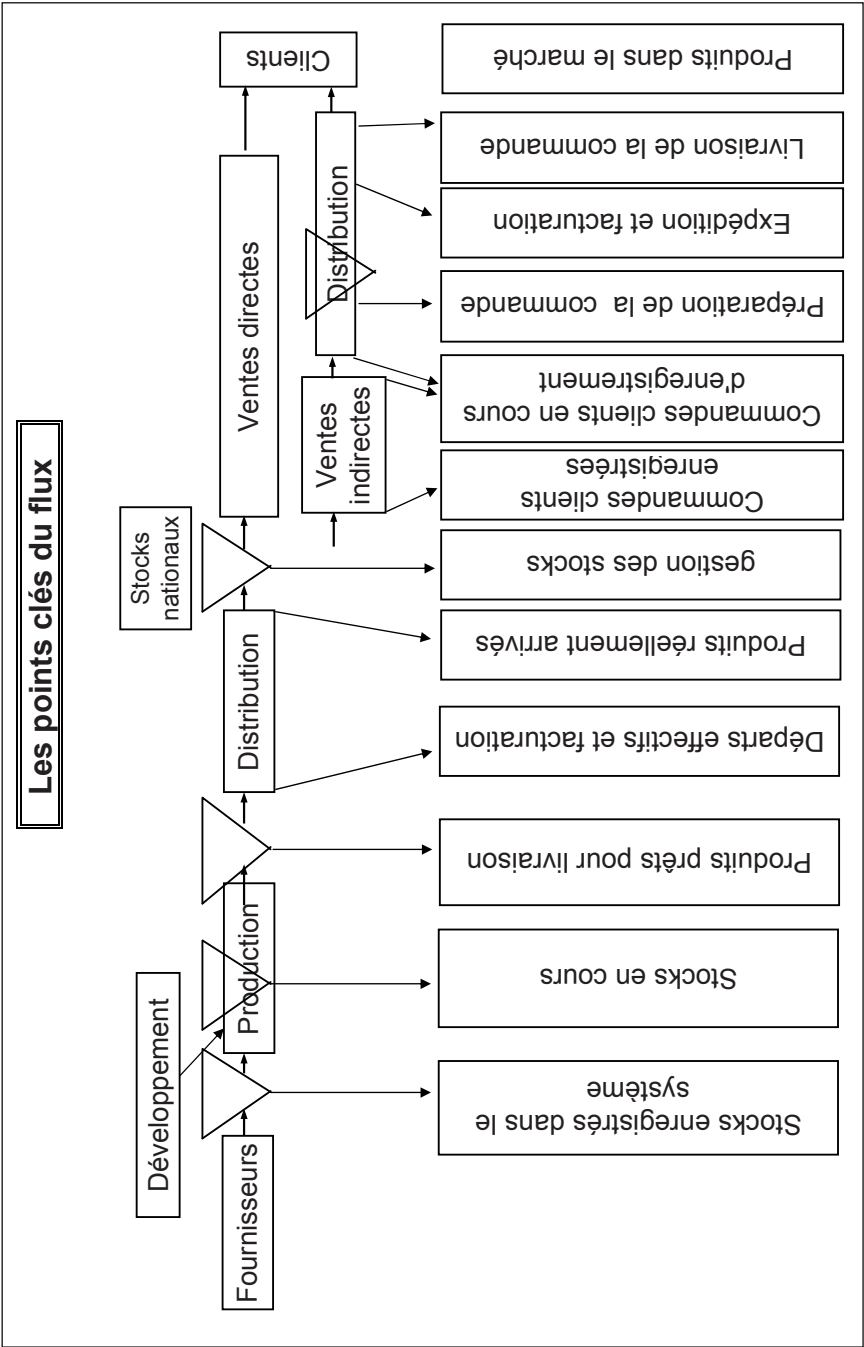 Les points clés du flux
Développement
Stocks
nationaux
Fournisseurs
Production
Distribution
Ventes directes
Clients
Ventes
indirectes
Distribution
Stocks enregistrés dans le
système
Stocks en cours
Produits prêts pour livraison
Départs effectifs et facturation
Produits réellement arrivés
gestion des stocks
Commandes clients
enregistrées
Commandes clients en cours
d'enregistrement
Préparation de la commande
Expédition et facturation
Livraison de la commande
Produits dans le marché